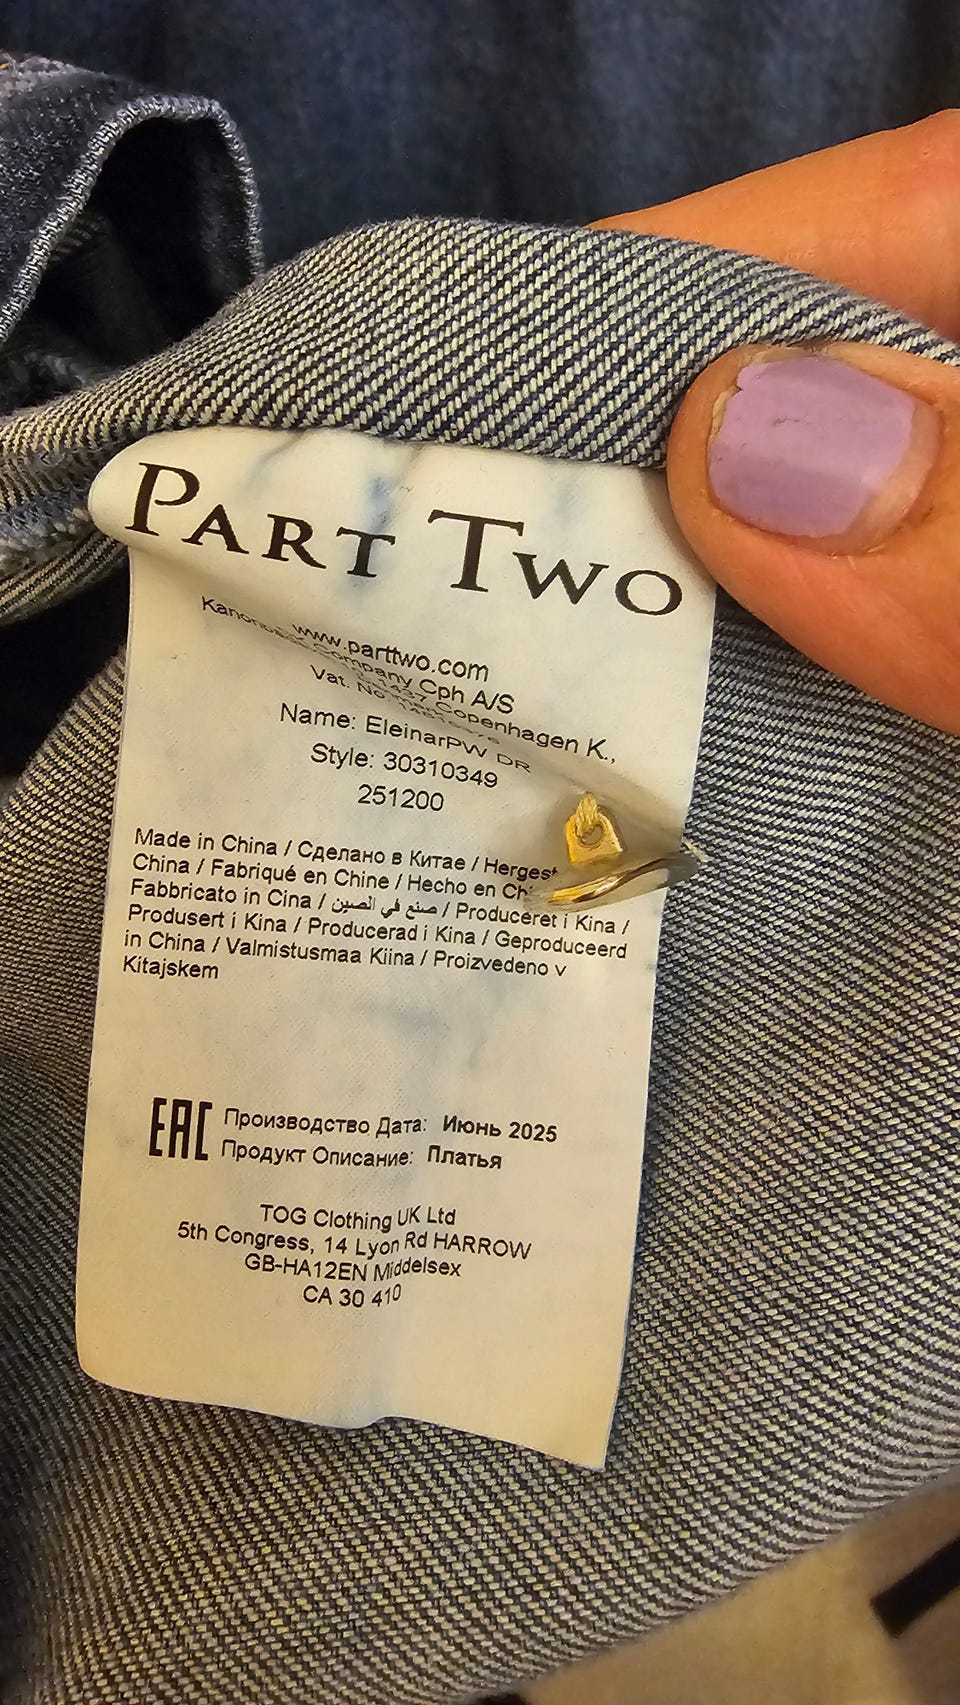 PART TWO
www.parttwo.com
Company Cph A/S
Copenhagen K.,
Vat. No
Name: EleinarPW DR
Style: 30310349
251200
Made in China / Сделано в Китае / Hergest
China / Fabriqué en Chine / Hecho en Ch
Fabbricato in Cina / صنع في الصين / Produceret i Kina /
Produsert i Kina / Producerad i Kina / Geproduceerd
in China / Valmistusmaa Kiina / Proizvedeno v
Kitajskem
EAC Производство Дата: Июнь 2025
Продукт Описание: Платья
TOG Clothing UK Ltd
5th Congress, 14 Lyon Rd HARROW
GB-HA12EN Middelsex
CA 30 410